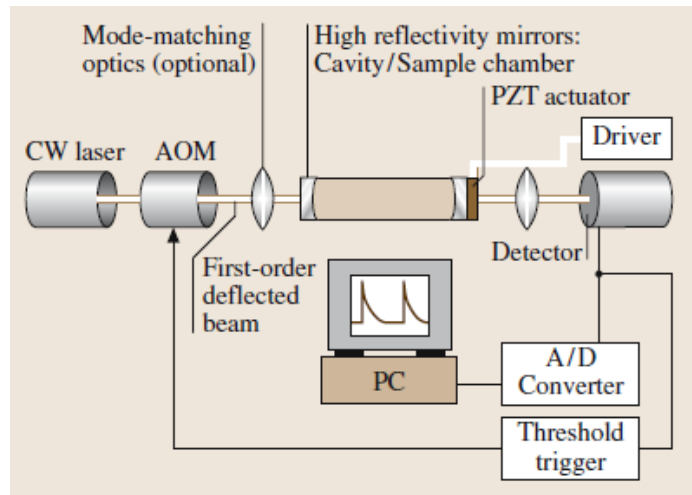 Mode-matching
optics (optional)
High reflectivity mirrors:
Cavity/Sample chamber
PZT actuator
Driver
CW laser
AOM
First-order
deflected
beam
Detector
PC
A/D
Converter
Threshold
trigger